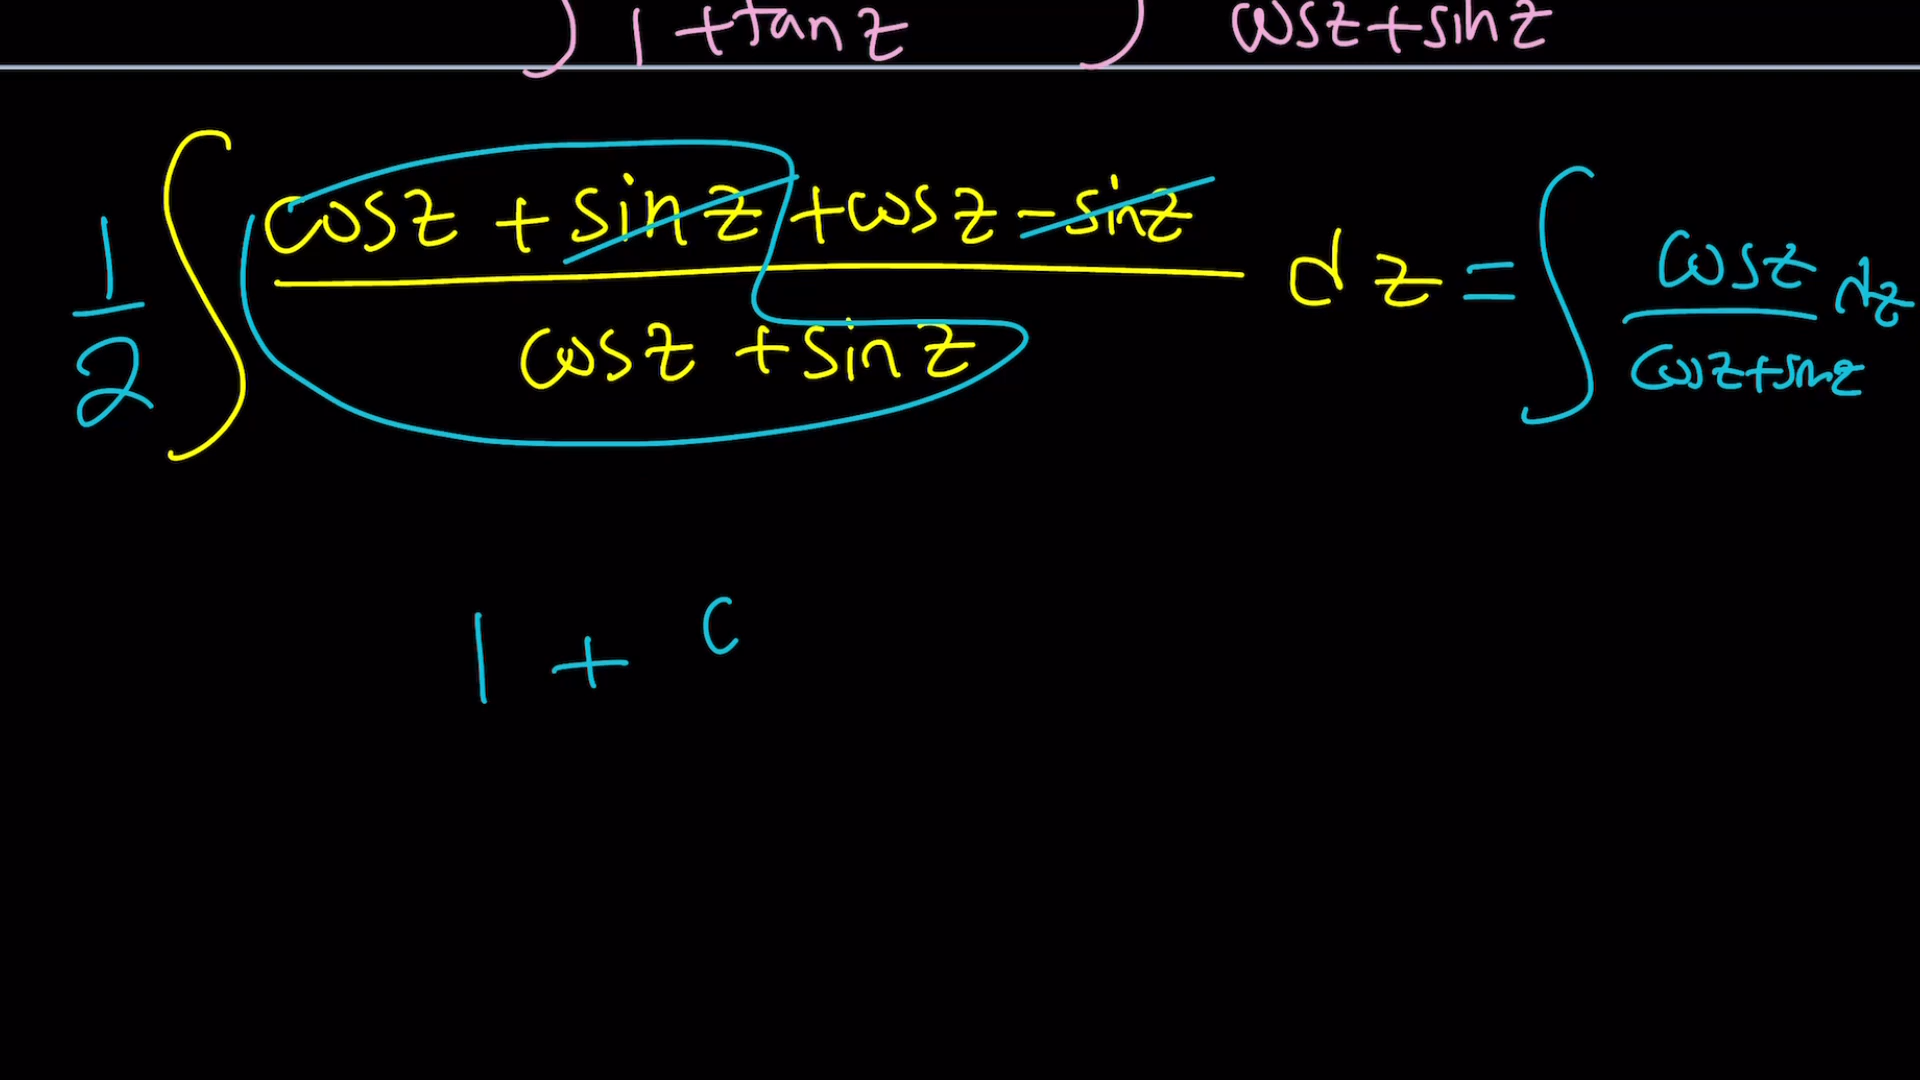 ∫ 1 + tan z ∫ cos z + sin z
1/2 ∫ (cos z + sin z + cos z - sin z)/(cos z + sin z) dz = ∫ cos z/(cos z + sin z) dz
1 + c